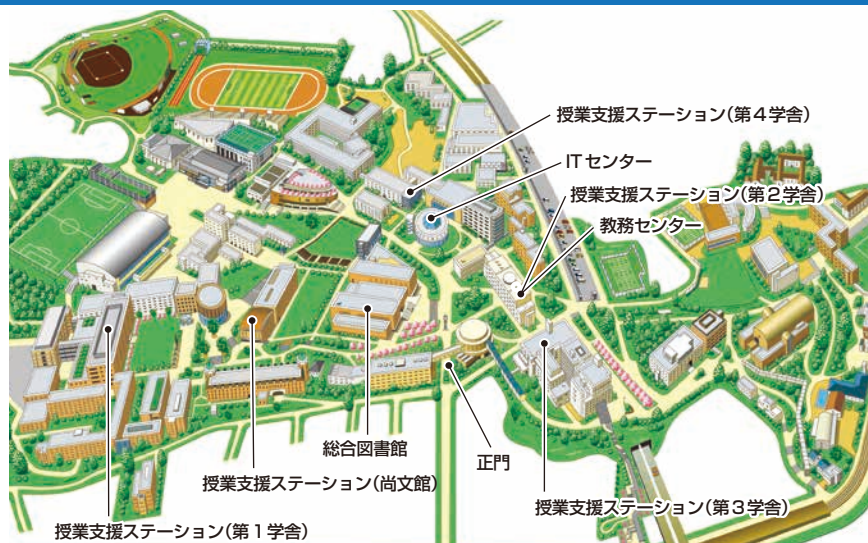 授業支援ステーション(第4学舎)
ITセンター
授業支援ステーション(第2学舎)
教務センター
総合図書館
正門
授業支援ステーション(尚文館)
授業支援ステーション(第3学舎)
授業支援ステーション(第1学舎)